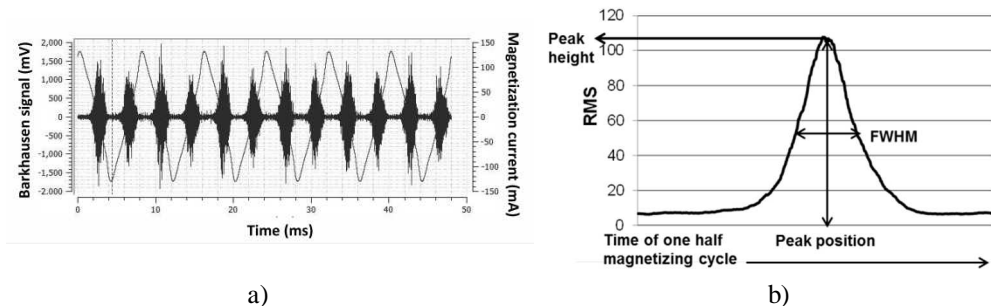 Barkhausen signal (mV)
2,000
1,500
1,000
500
0
-500
-1,000
-1,500
-2.000
150
100
50
0
-50
-100
-150
Magnetization current (mA)
0
10
20
30
40
50
Time (ms)
a)
Peak
height
RMS
120
100
80
60
40
20
0
FWHM
Time of one half
magnetizing cycle
Peak position
b)